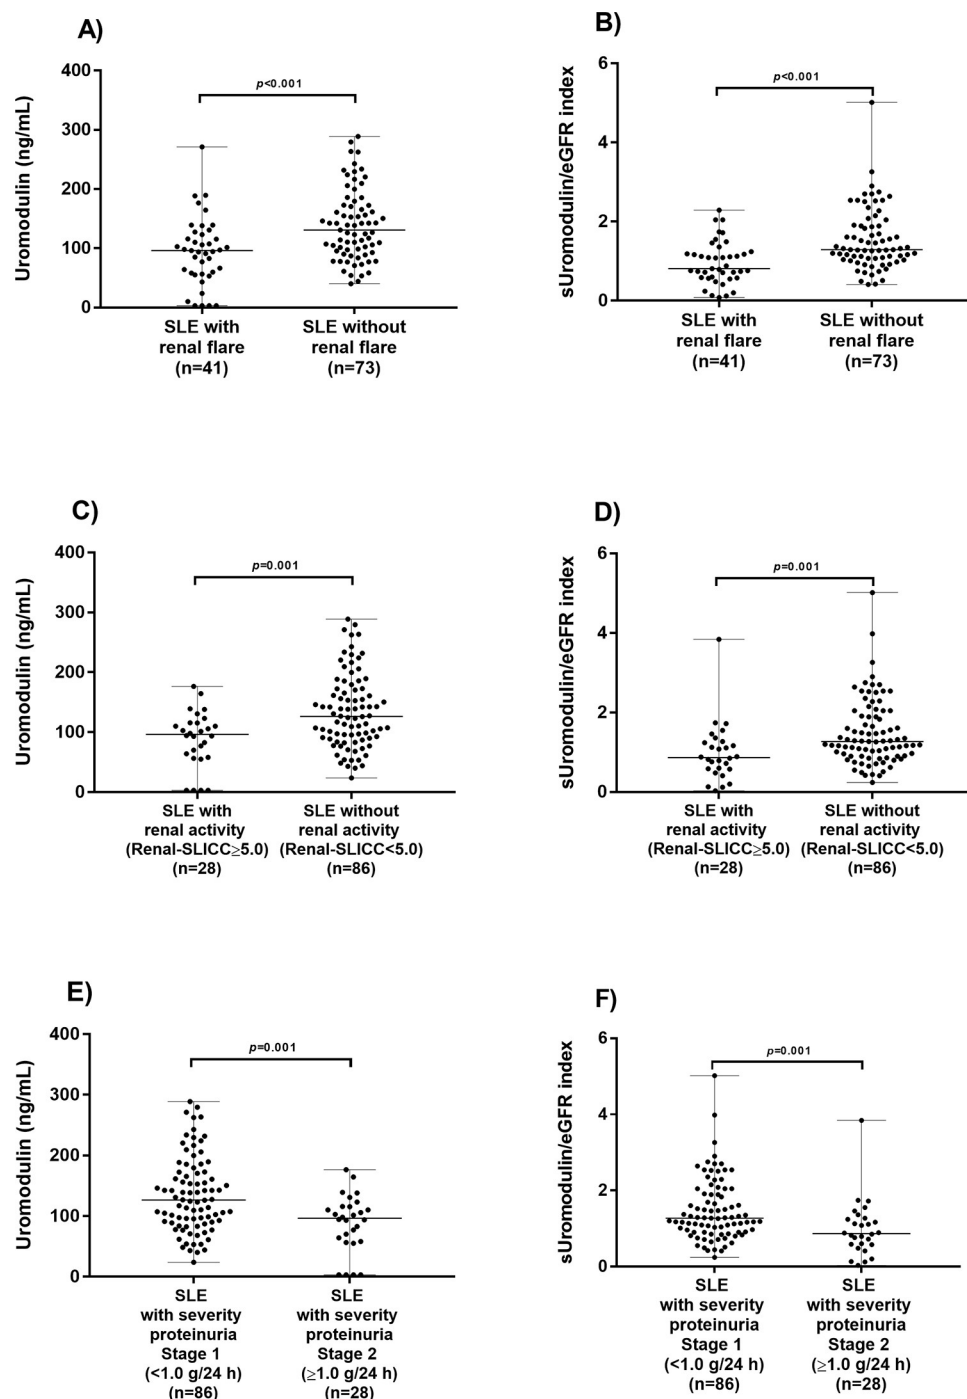 A)
Uromodulin (ng/mL)
400
300
200
100
0
p<0.001
SLE with
renal flare
(n=41)
SLE without
renal flare
(n=73)
B)
sUromodulin/eGFR index
6
4
2
0
p<0.001
SLE with
renal flare
(n=41)
SLE without
renal flare
(n=73)
C)
Uromodulin (ng/mL)
400
300
200
100
0
p=0.001
SLE with
renal activity
(Renal-SLICC≥5.0)
(n=28)
SLE without
renal activity
(Renal-SLICC<5.0)
(n=86)
D)
sUromodulin/eGFR index
6
4
2
0
p=0.001
SLE with
renal activity
(Renal-SLICC≥5.0)
(n=28)
SLE without
renal activity
(Renal-SLICC<5.0)
(n=86)
E)
Uromodulin (ng/mL)
400
300
200
100
0
p=0.001
SLE
with severity
proteinuria
Stage 1
(<1.0 g/24 h)
(n=86)
SLE
with severity
proteinuria
Stage 2
(≥1.0 g/24 h)
(n=28)
F)
sUromodulin/eGFR index
6
4
2
0
p=0.001
SLE
with severity
proteinuria
Stage 1
(<1.0 g/24 h)
(n=86)
SLE
with severity
proteinuria
Stage 2
(≥1.0 g/24 h)
(n=28)